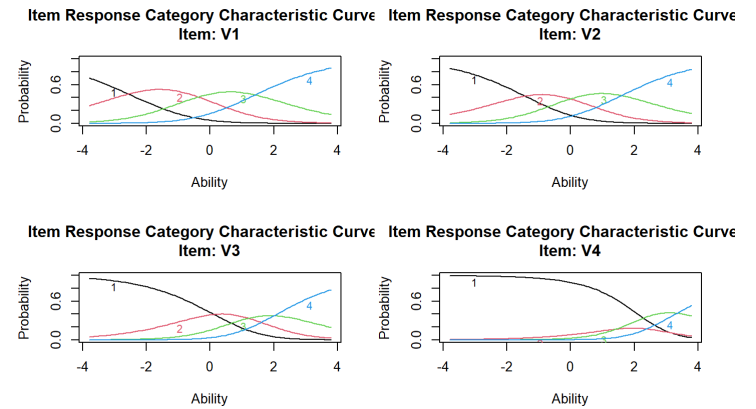 Item Response Category Characteristic Curve
Item: V1
Probability
0.0 0.6
1 2 3 4
-4 -2 0 2 4
Ability
Item Response Category Characteristic Curve
Item: V2
Probability
0.0 0.6
1 2 3 4
-4 -2 0 2 4
Ability
Item Response Category Characteristic Curve
Item: V3
Probability
0.0 0.6
1 2 3 4
-4 -2 0 2 4
Ability
Item Response Category Characteristic Curve
Item: V4
Probability
0.0 0.6
1 2 3 4
-4 -2 0 2 4
Ability